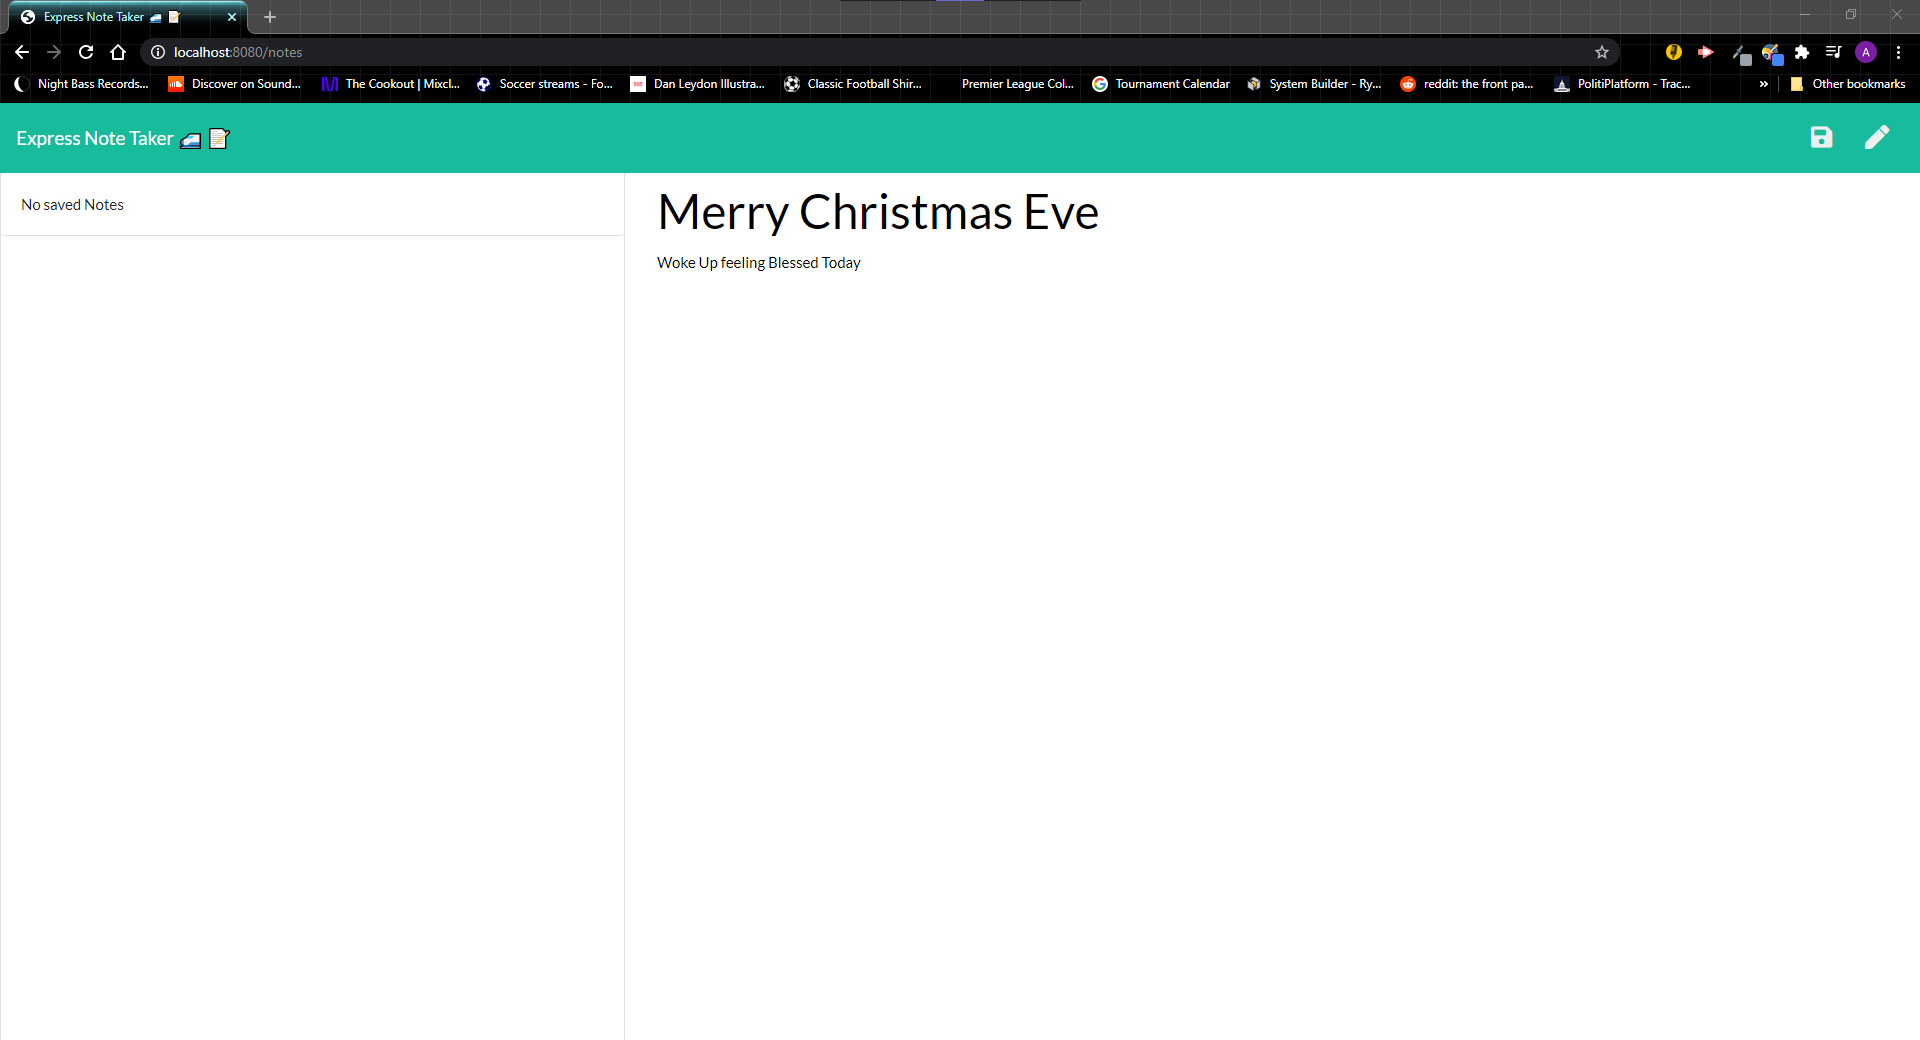 Express Note Taker
localhost:8080/notes
A
Night Bass Records...
Discover on Sound...
The Cookout | Mixcl...
Soccer streams - Fo...
Dan Leydon Illustra...
Classic Football Shir...
Premier League Col...
Tournament Calendar
System Builder - Ry...
reddit: the front pa...
PolitiPlatform - Trac...
»
Other bookmarks
Express Note Taker
No saved Notes
Merry Christmas Eve
Woke Up feeling Blessed Today